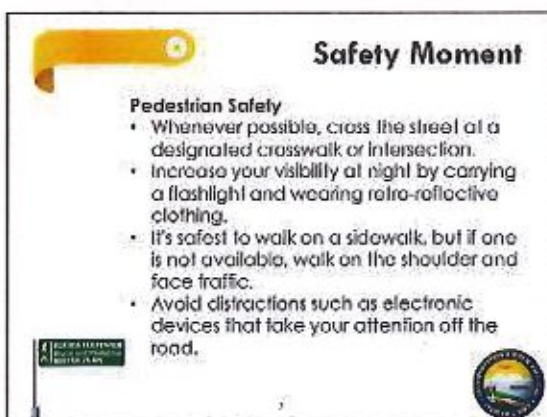 Safety Moment
Pedestrian Safety
• Whenever possible, cross the street at a
designated crosswalk or intersection.
• Increase your visibility at night by carrying
a flashlight and wearing retro-reflective
clothing.
• It's safest to walk on a sidewalk, but if one
is not available, walk on the shoulder and
face traffic.
• Avoid distractions such as electronic
devices that take your attention off the
road.